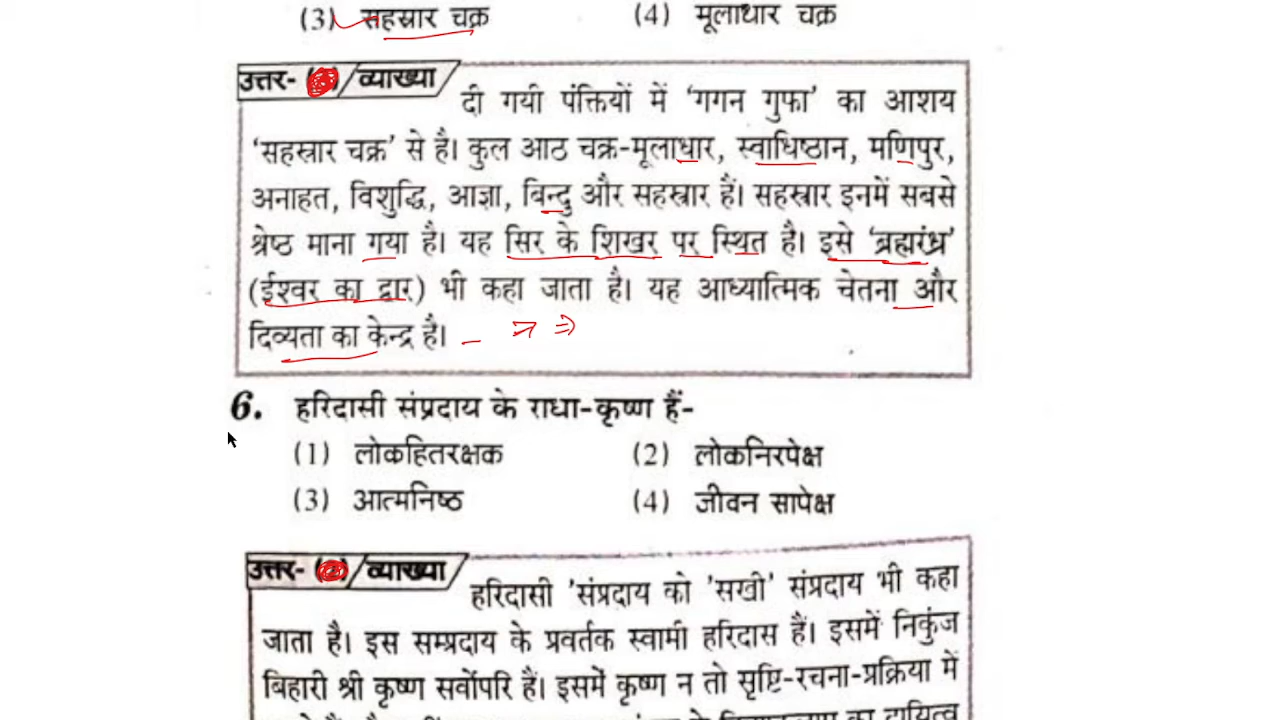 (3) सहस्रार चक्र (4) मूलाधार चक्र
उत्तर- ( ) /व्याख्या
दी गयी पंक्तियों में 'गगन गुफा' का आशय
'सहस्रार चक्र' से है। कुल आठ चक्र-मूलाधार, स्वाधिष्ठान, मणिपुर,
अनाहत, विशुद्धि, आज्ञा, बिन्दु और सहस्रार हैं। सहस्रार इनमें सबसे
श्रेष्ठ माना गया है। यह सिर के शिखर पर स्थित है। इसे 'ब्रह्मरंध्र'
(ईश्वर का द्वार) भी कहा जाता है। यह आध्यात्मिक चेतना और
दिव्यता का केन्द्र है।
6. हरिदासी संप्रदाय के राधा-कृष्ण हैं-
(1) लोकहितरक्षक (2) लोकनिरपेक्ष
(3) आत्मनिष्ठ (4) जीवन सापेक्ष
उत्तर- (2) /व्याख्या
हरिदासी 'संप्रदाय को 'सखी' संप्रदाय भी कहा
जाता है। इस सम्प्रदाय के प्रवर्तक स्वामी हरिदास हैं। इसमें निकुंज
बिहारी श्री कृष्ण सर्वोपरि हैं। इसमें कृष्ण न तो सृष्टि-रचना-प्रक्रिया में